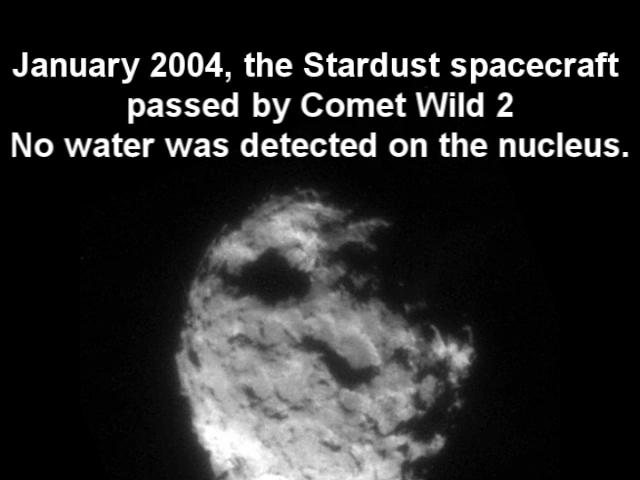 January 2004, the Stardust spacecraft
passed by Comet Wild 2
No water was detected on the nucleus.